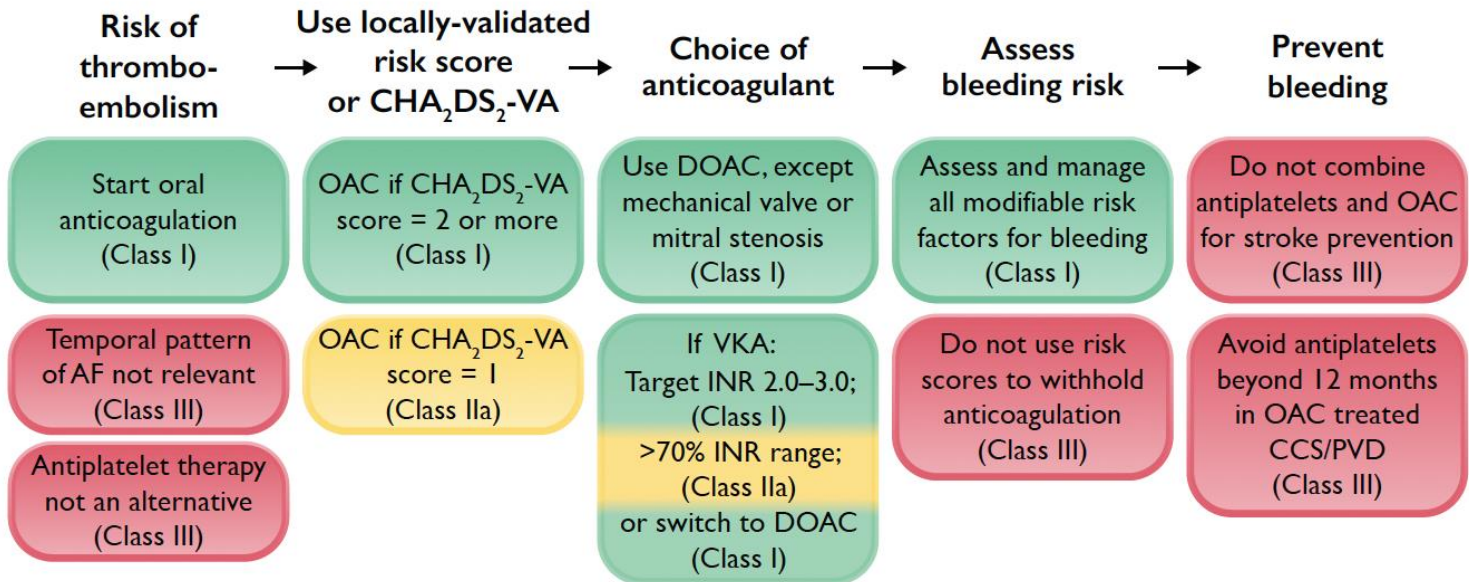 Risk of
thrombo-
embolism
Use locally-validated
risk score
or CHA₂DS₂-VA
Choice of
anticoagulant
Assess
bleeding risk
Prevent
bleeding
Start oral
anticoagulation
(Class I)
Temporal pattern
of AF not relevant
(Class III)
Antiplatelet therapy
not an alternative
(Class III)
OAC if CHA₂DS₂-VA
score = 2 or more
(Class I)
OAC if CHA₂DS₂-VA
score = 1
(Class IIa)
Use DOAC, except
mechanical valve or
mitral stenosis
(Class I)
If VKA:
Target INR 2.0–3.0;
(Class I)
>70% INR range;
(Class IIa)
or switch to DOAC
(Class I)
Assess and manage
all modifiable risk
factors for bleeding
(Class I)
Do not use risk
scores to withhold
anticoagulation
(Class III)
Do not combine
antiplatelets and OAC
for stroke prevention
(Class III)
Avoid antiplatelets
beyond 12 months
in OAC treated
CCS/PVD
(Class III)